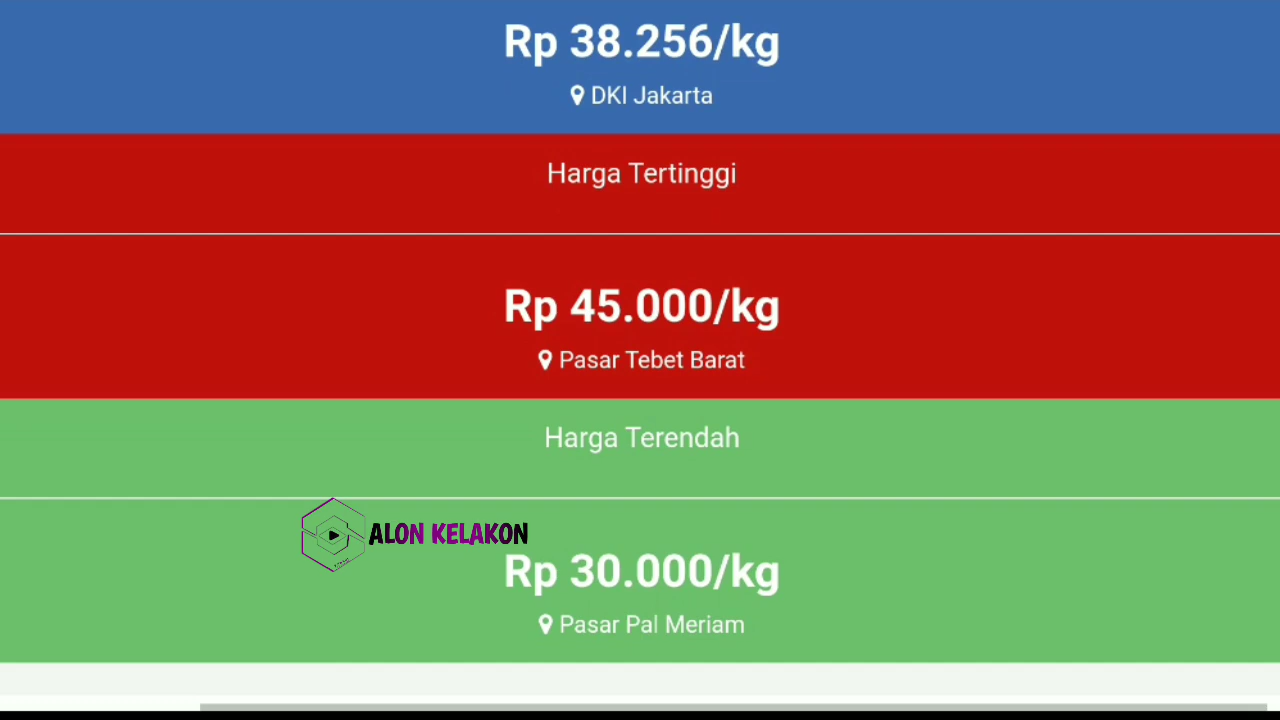 Rp 38.256/kg
DKI Jakarta
Harga Tertinggi
Rp 45.000/kg
Pasar Tebet Barat
Harga Terendah
ALON KELAKON
Rp 30.000/kg
Pasar Pal Meriam